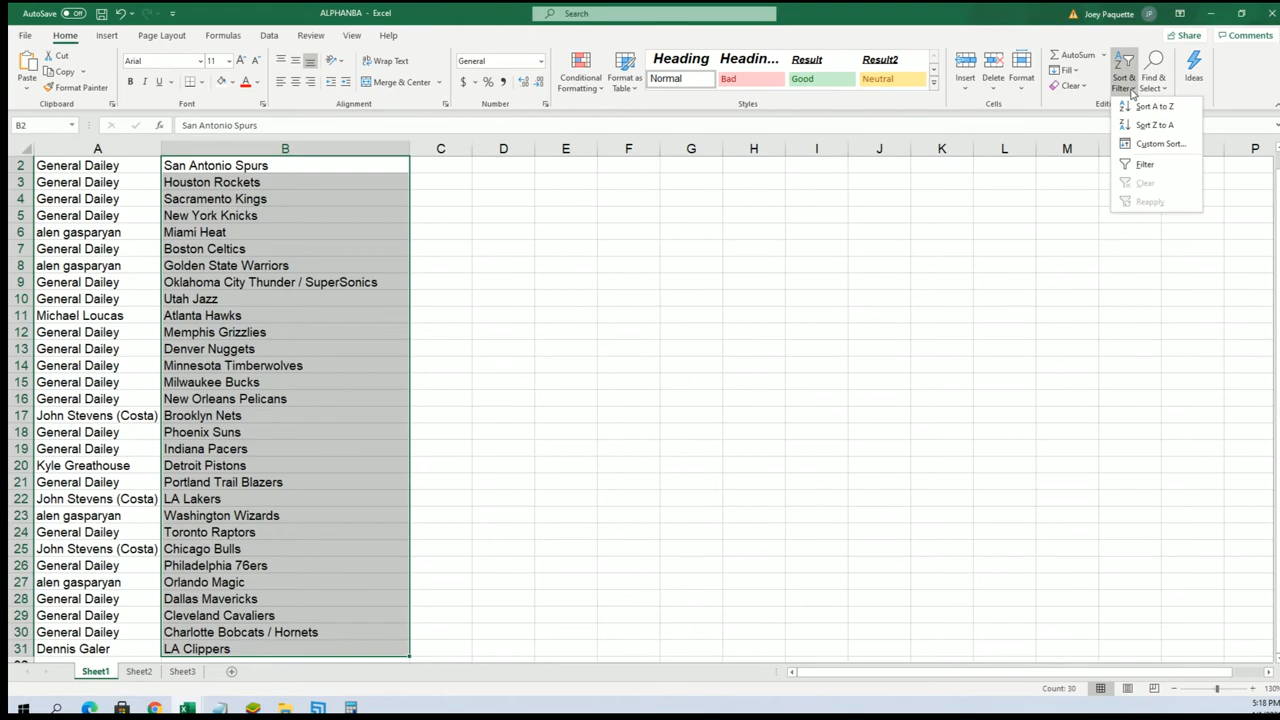 AutoSave Off ALPHANBA - Excel Search Joey Paquette JP
File Home Insert Page Layout Formulas Data Review View Help Share Comments
Paste Cut Copy Format Painter Clipboard
Arial 11 B I U A Font
Wrap Text Merge & Center Alignment
General $ % Number
Conditional Formatting Format as Table
Heading Headin... Result Result2
Normal Bad Good Neutral
Styles
Insert Delete Format Cells
AutoSum Fill Clear
Sort & Filter Find & Select Ideas
Sort A to Z
Sort Z to A
Custom Sort...
Filter
Clear
Reapply
B2 fx San Antonio Spurs
A B C D E F G H I J K L M P
2 General Dailey San Antonio Spurs
3 General Dailey Houston Rockets
4 General Dailey Sacramento Kings
5 General Dailey New York Knicks
6 alen gasparyan Miami Heat
7 General Dailey Boston Celtics
8 alen gasparyan Golden State Warriors
9 General Dailey Oklahoma City Thunder / SuperSonics
10 General Dailey Utah Jazz
11 Michael Loucas Atlanta Hawks
12 General Dailey Memphis Grizzlies
13 General Dailey Denver Nuggets
14 General Dailey Minnesota Timberwolves
15 General Dailey Milwaukee Bucks
16 General Dailey New Orleans Pelicans
17 John Stevens (Costa) Brooklyn Nets
18 General Dailey Phoenix Suns
19 General Dailey Indiana Pacers
20 Kyle Greathouse Detroit Pistons
21 General Dailey Portland Trail Blazers
22 John Stevens (Costa) LA Lakers
23 alen gasparyan Washington Wizards
24 General Dailey Toronto Raptors
25 John Stevens (Costa) Chicago Bulls
26 General Dailey Philadelphia 76ers
27 alen gasparyan Orlando Magic
28 General Dailey Dallas Mavericks
29 General Dailey Cleveland Cavaliers
30 General Dailey Charlotte Bobcats / Hornets
31 Dennis Galer LA Clippers
Sheet1 Sheet2 Sheet3
Count: 30 130%
5:18 PM